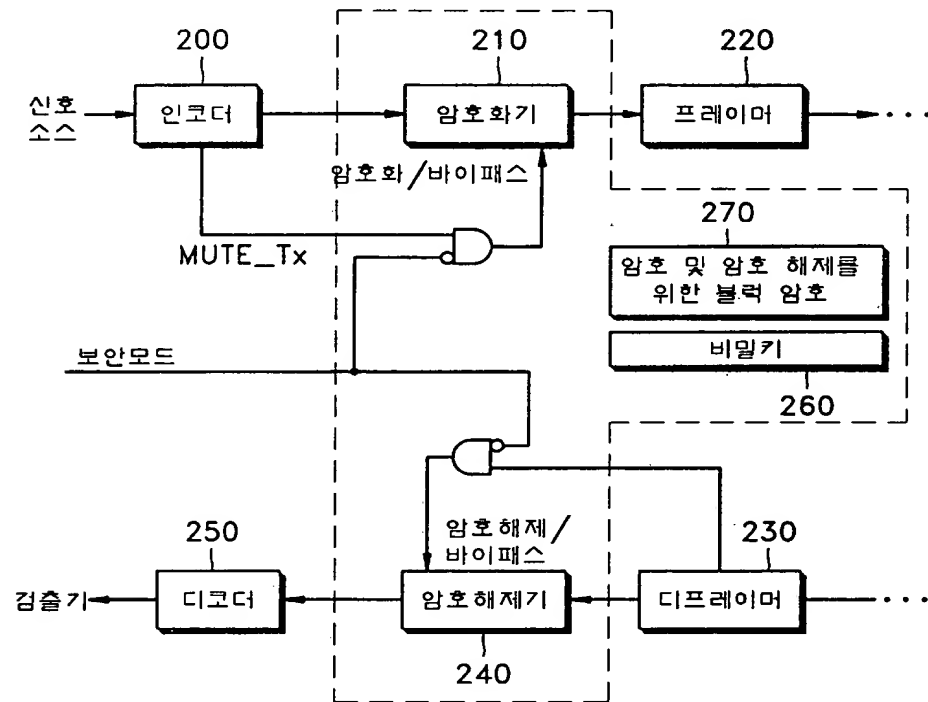 200
210
220
신호
소스
인코더
암호화기
프레이머
...
암호화/바이패스
MUTE_Tx
270
암호 및 암호 해제를
위한 블럭 암호
비밀키
260
보안모드
암호해제/
바이패스
250
230
검출기
디코더
암호해제기
디프레이머
...
240